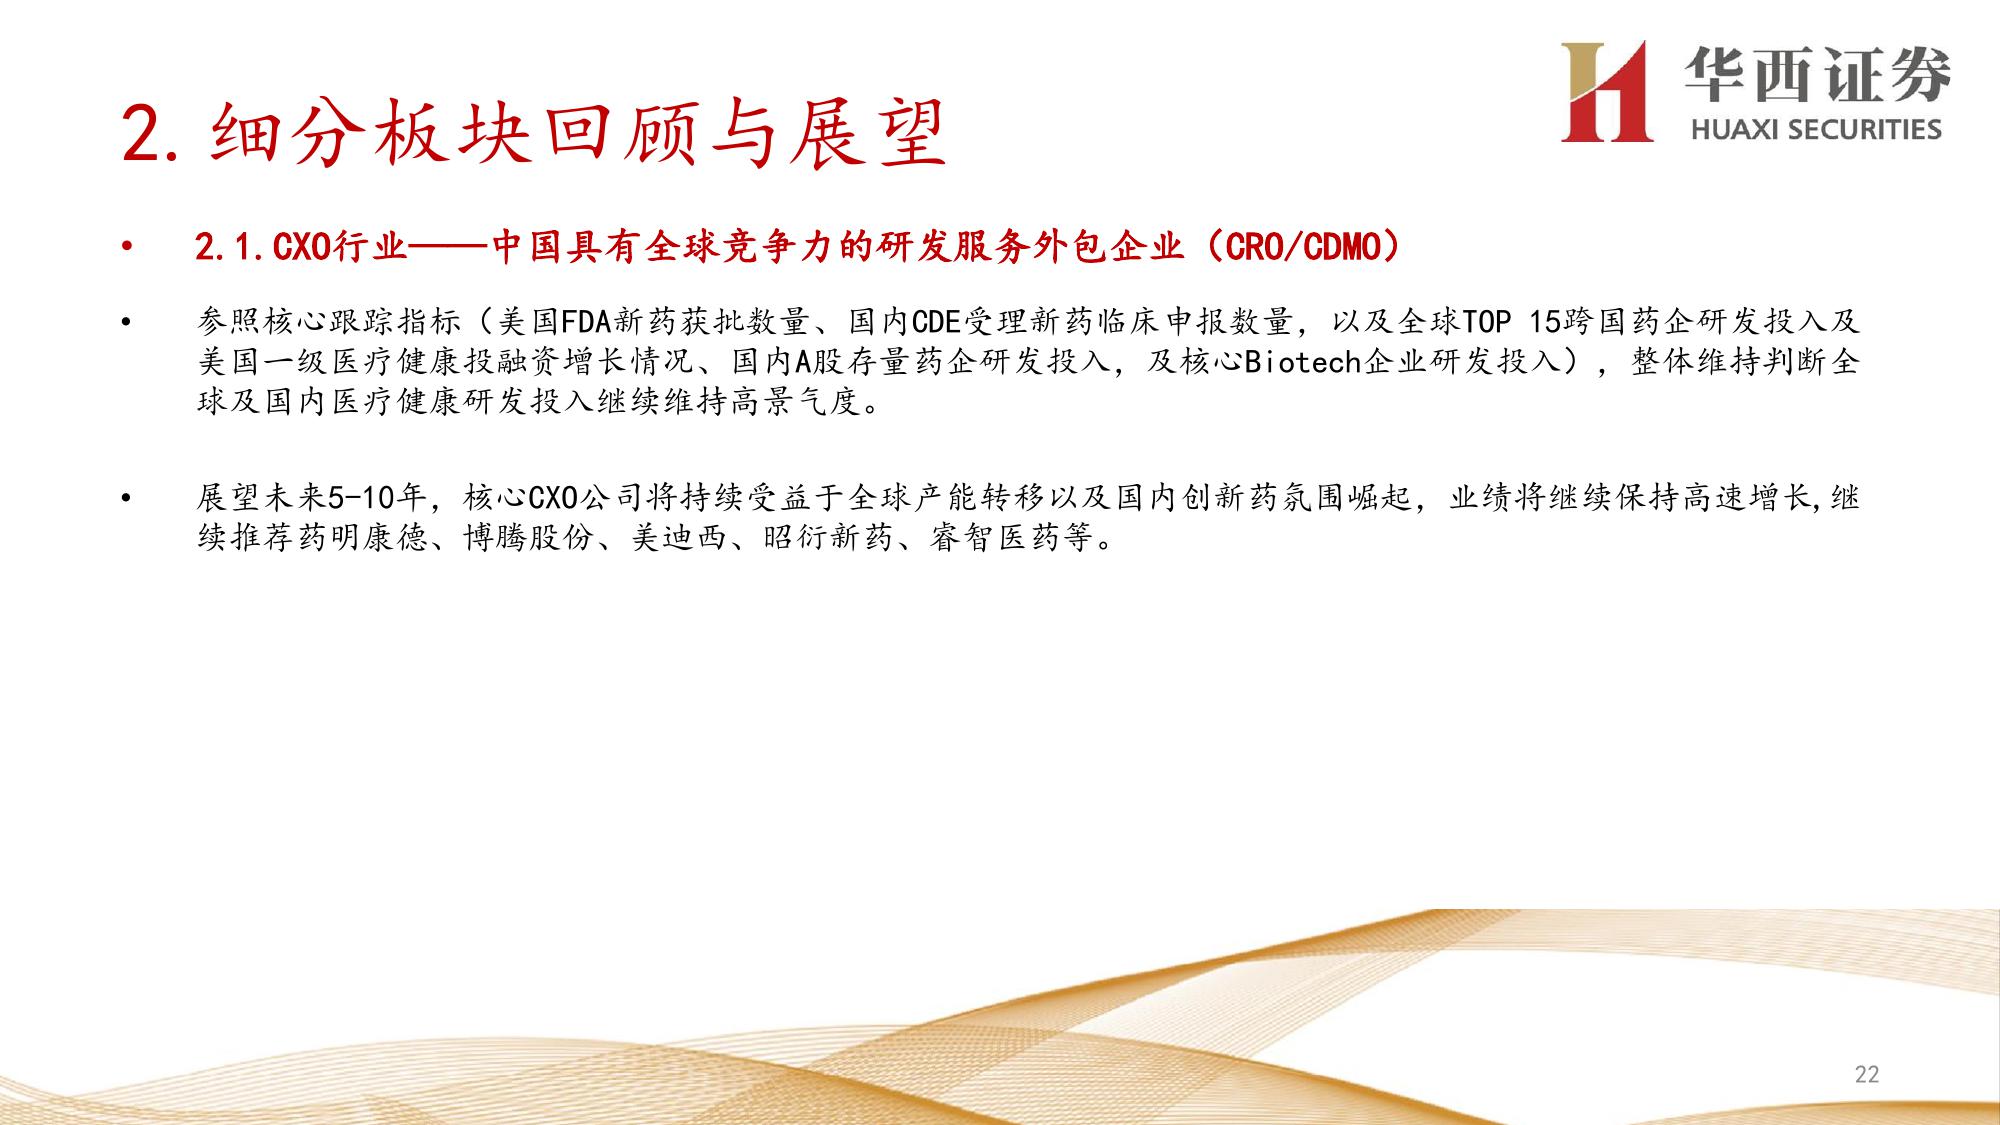 华西证券
HUAXI SECURITIES
2. 细分板块回顾与展望
• 2.1.CXO行业——中国具有全球竞争力的研发服务外包企业（CRO/CDMO）
• 参照核心跟踪指标（美国FDA新药获批数量、国内CDE受理新药临床申报数量，以及全球TOP 15跨国药企研发投入及
美国一级医疗健康投融资增长情况、国内A股存量药企研发投入，及核心Biotech企业研发投入），整体维持判断全
球及国内医疗健康研发投入继续维持高景气度。
• 展望未来5-10年，核心CXO公司将持续受益于全球产能转移以及国内创新药氛围崛起，业绩将继续保持高速增长,继
续推荐药明康德、博腾股份、美迪西、昭衍新药、睿智医药等。
22